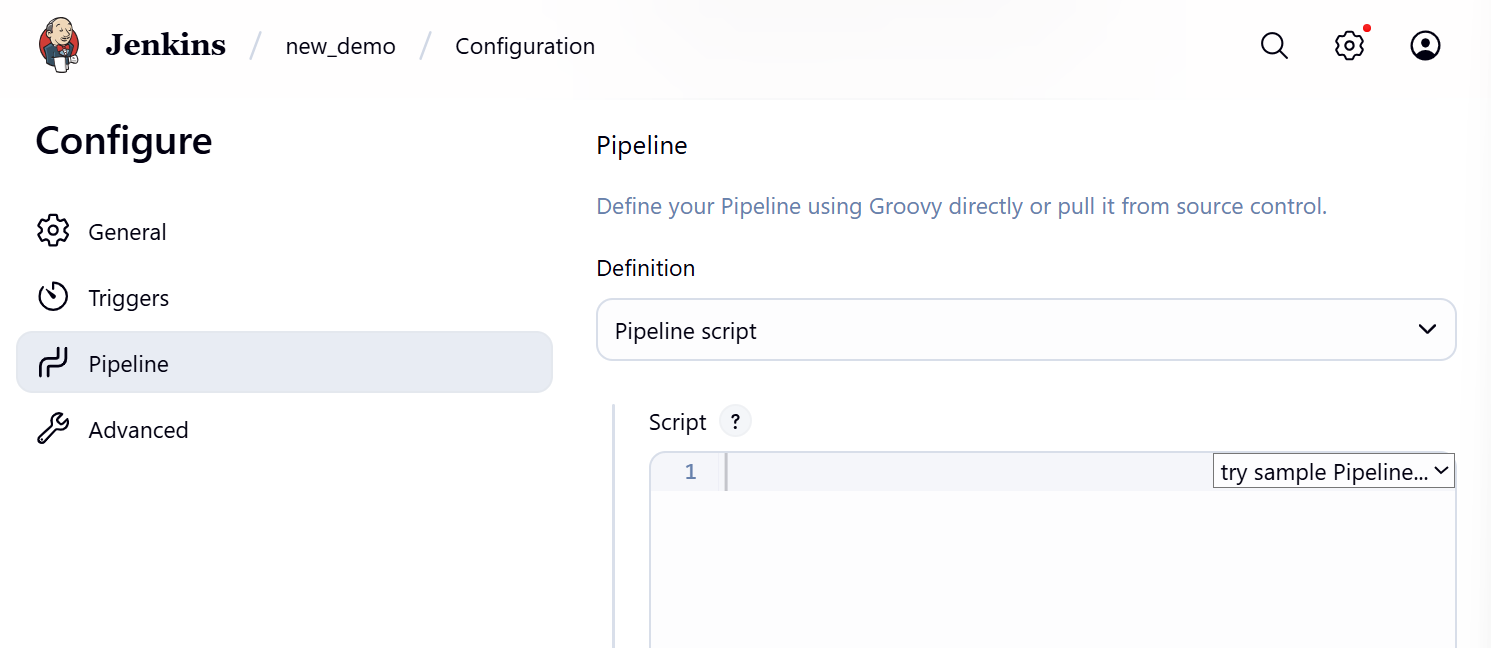 Jenkins / new_demo / Configuration
Configure
General
Triggers
Pipeline
Advanced
Pipeline
Define your Pipeline using Groovy directly or pull it from source control.
Definition
Pipeline script
Script ?
1
try sample Pipeline...